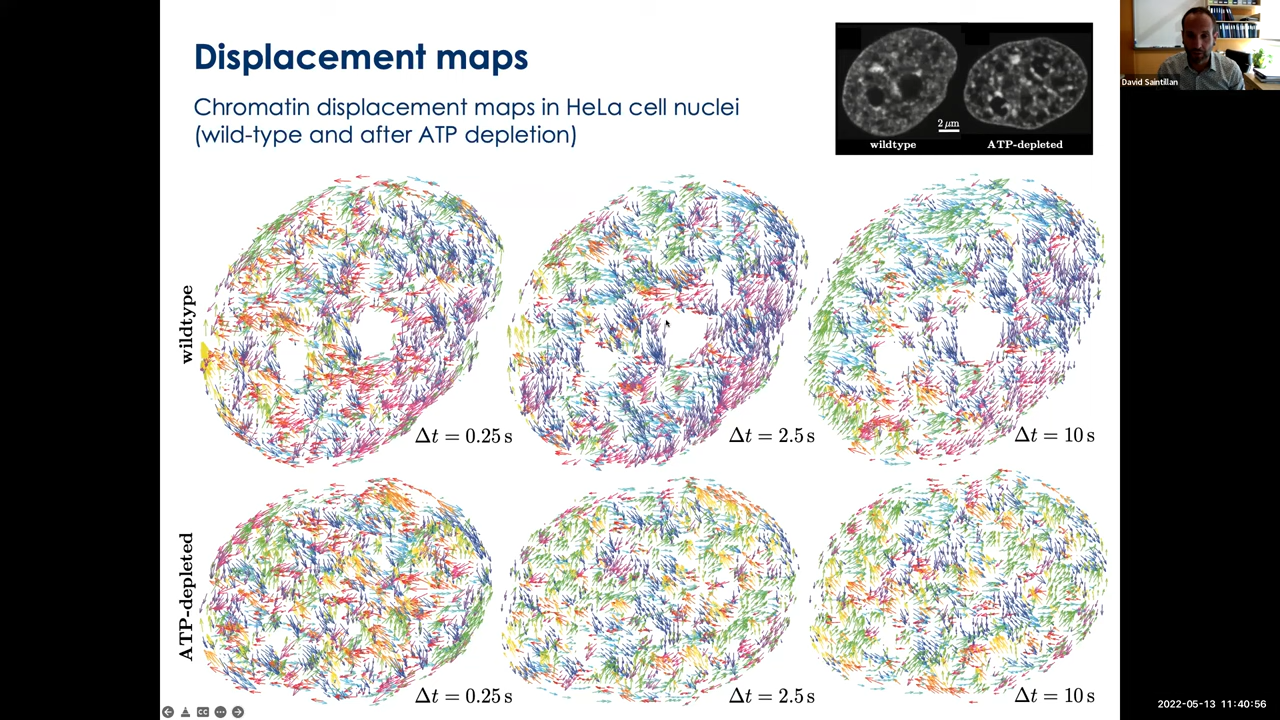 Displacement maps
Chromatin displacement maps in HeLa cell nuclei
(wild-type and after ATP depletion)
2 μm
wildtype
ATP-depleted
David Saintillan
wildtype
Δt = 0.25 s
Δt = 2.5 s
Δt = 10 s
ATP-depleted
Δt = 0.25 s
Δt = 2.5 s
Δt = 10 s
CC
2022-05-13 11:40:56